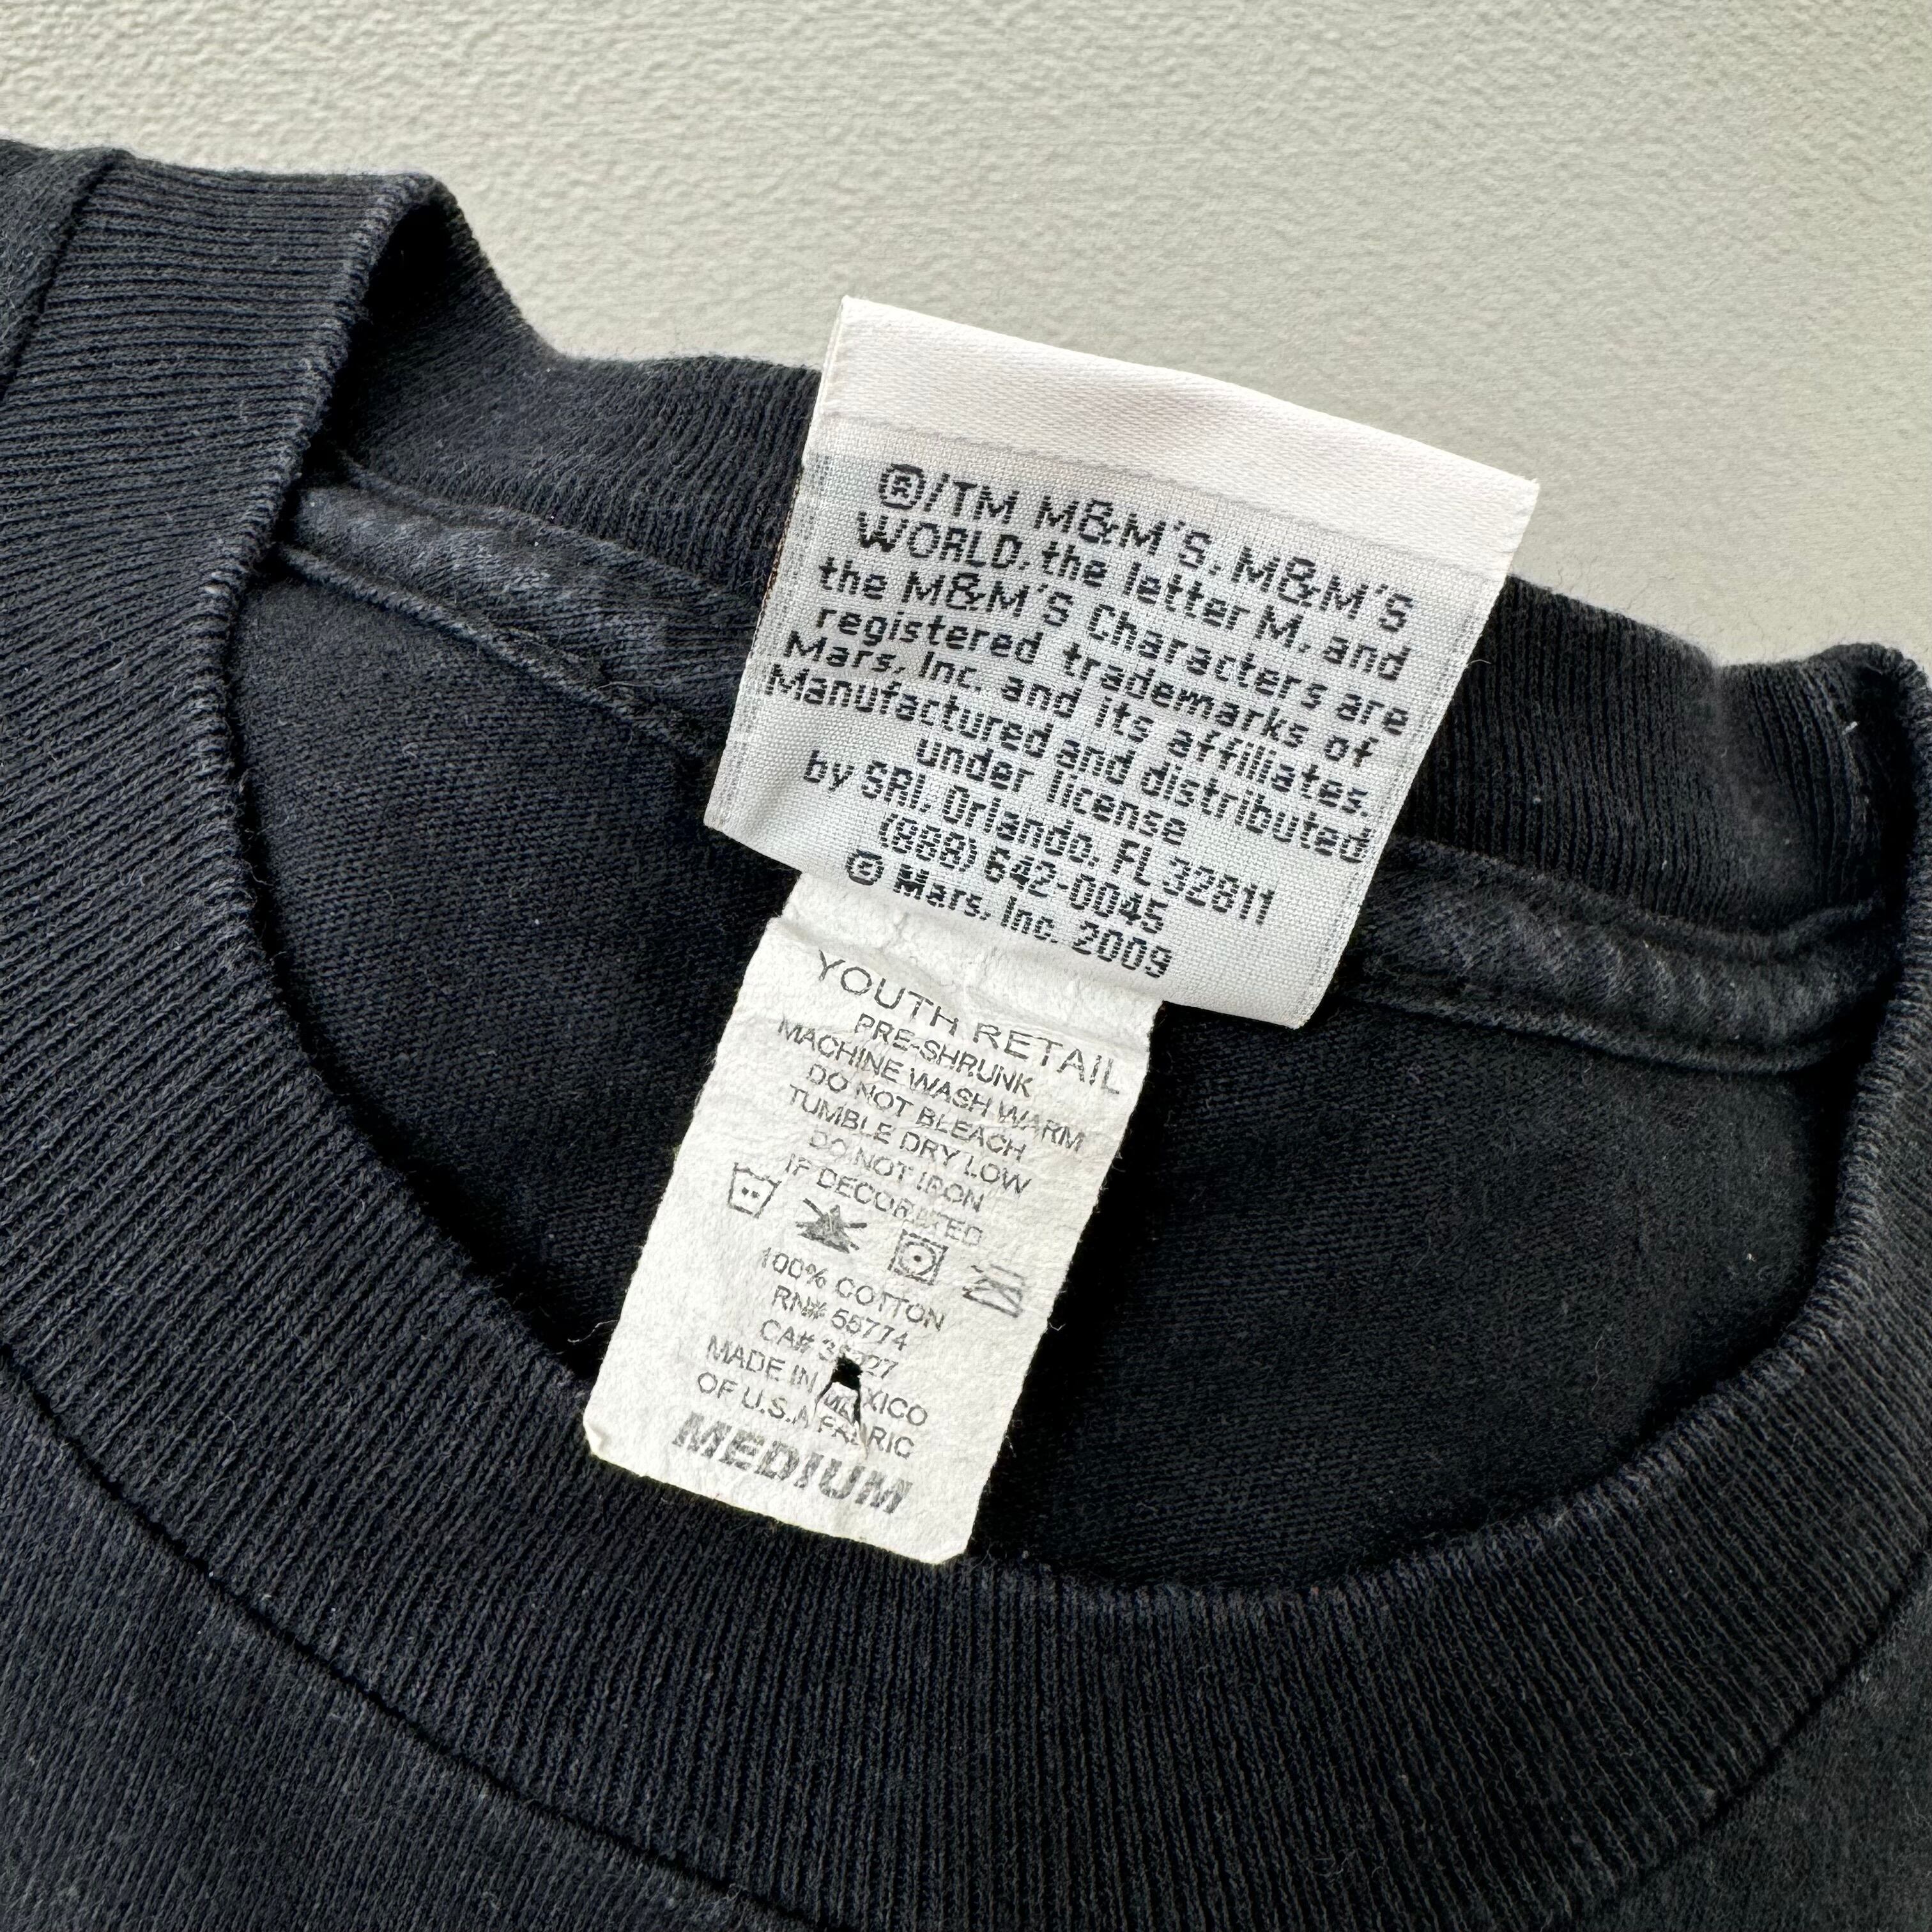 ®/TM M&M'S, M&M'S
WORLD, the letter M, and
the M&M'S Characters are
registered trademarks of
Mars, Inc. and its affiliates.
Manufactured and distributed
under license
by SRI, Orlando, FL 32811
(888) 642-0045
© Mars, Inc. 2009
YOUTH RETAIL
PRE-SHRUNK
MACHINE WASH WARM
DO NOT BLEACH
TUMBLE DRY LOW
DO NOT IRON
IF DECORATED
100% COTTON
RN# 55774
CA#
MADE IN MEXICO
OF U.S.A FABRIC
MEDIUM